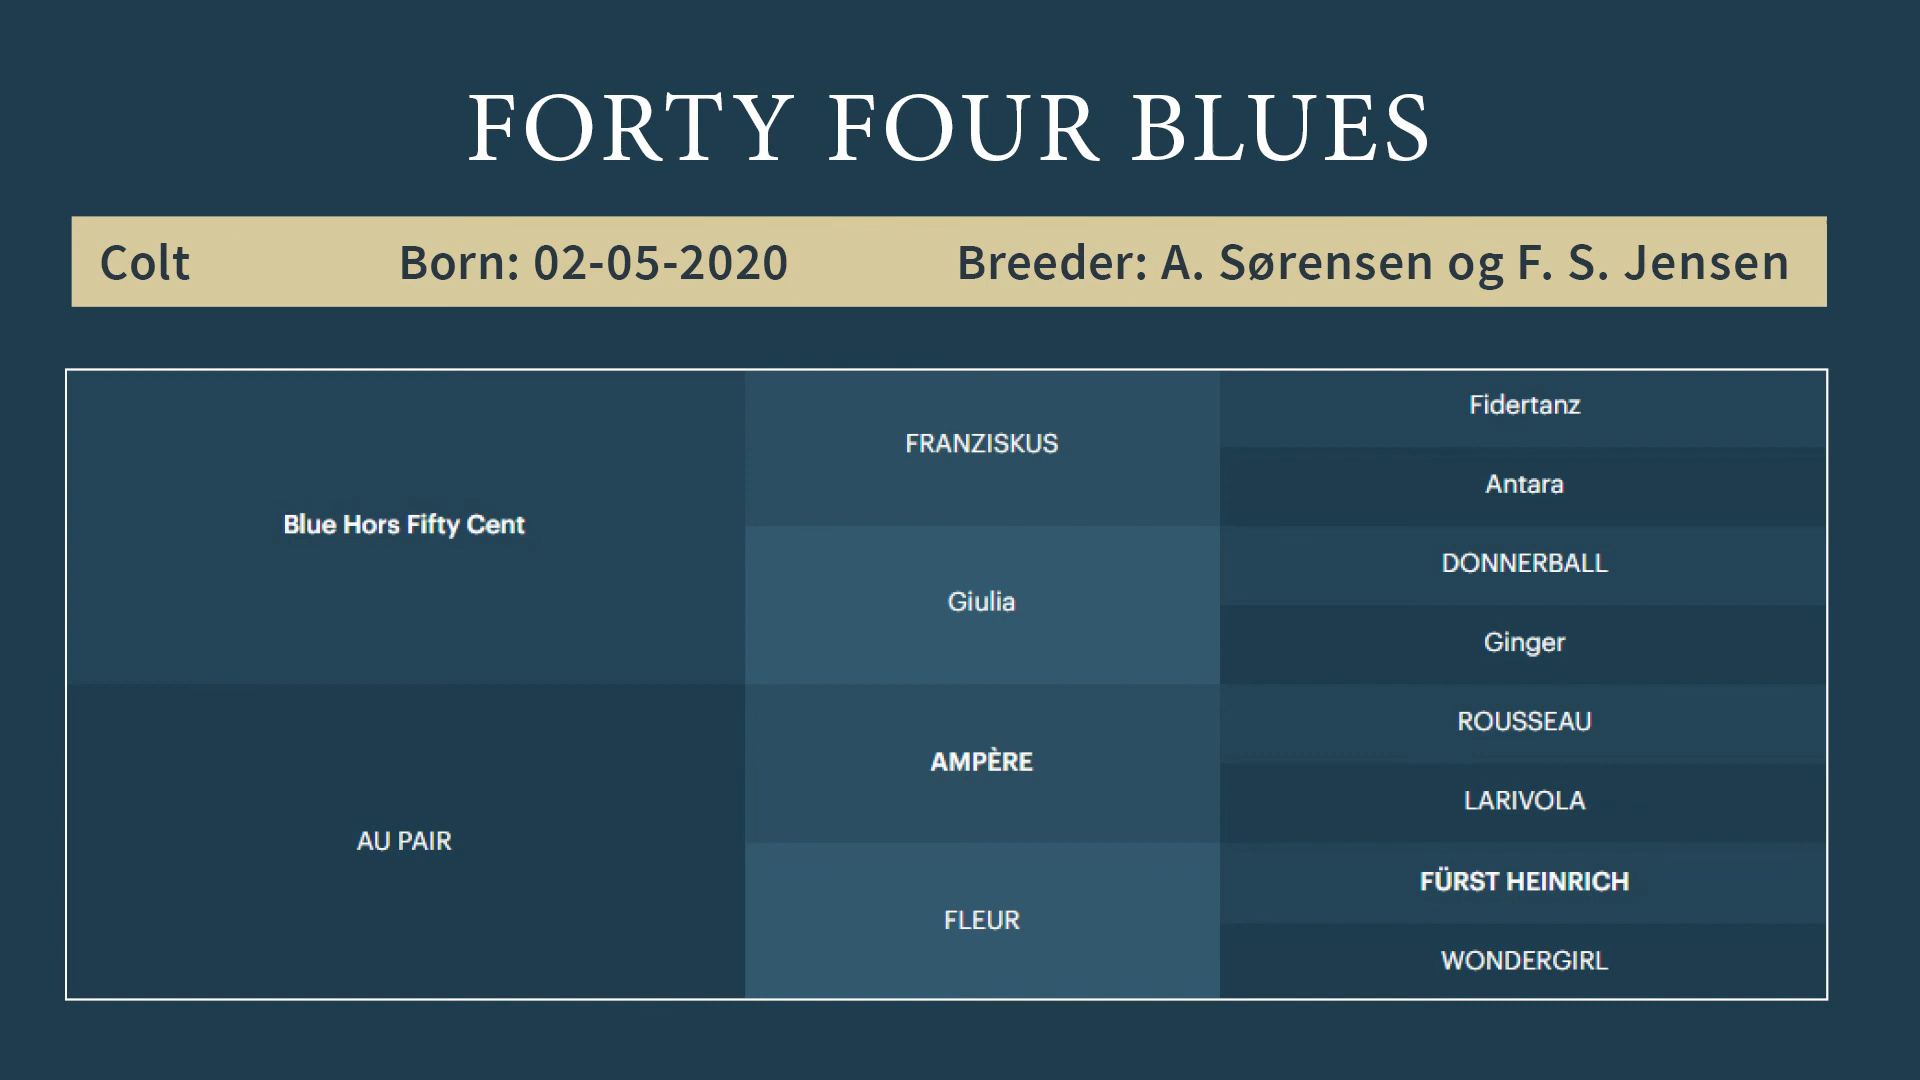 FORTY FOUR BLUES
Colt Born: 02-05-2020 Breeder: A. Sørensen og F. S. Jensen
Blue Hors Fifty Cent
FRANZISKUS
Fidertanz
Antara
Giulia
DONNERBALL
Ginger
AU PAIR
AMPÈRE
ROUSSEAU
LARIVOLA
FLEUR
FÜRST HEINRICH
WONDERGIRL